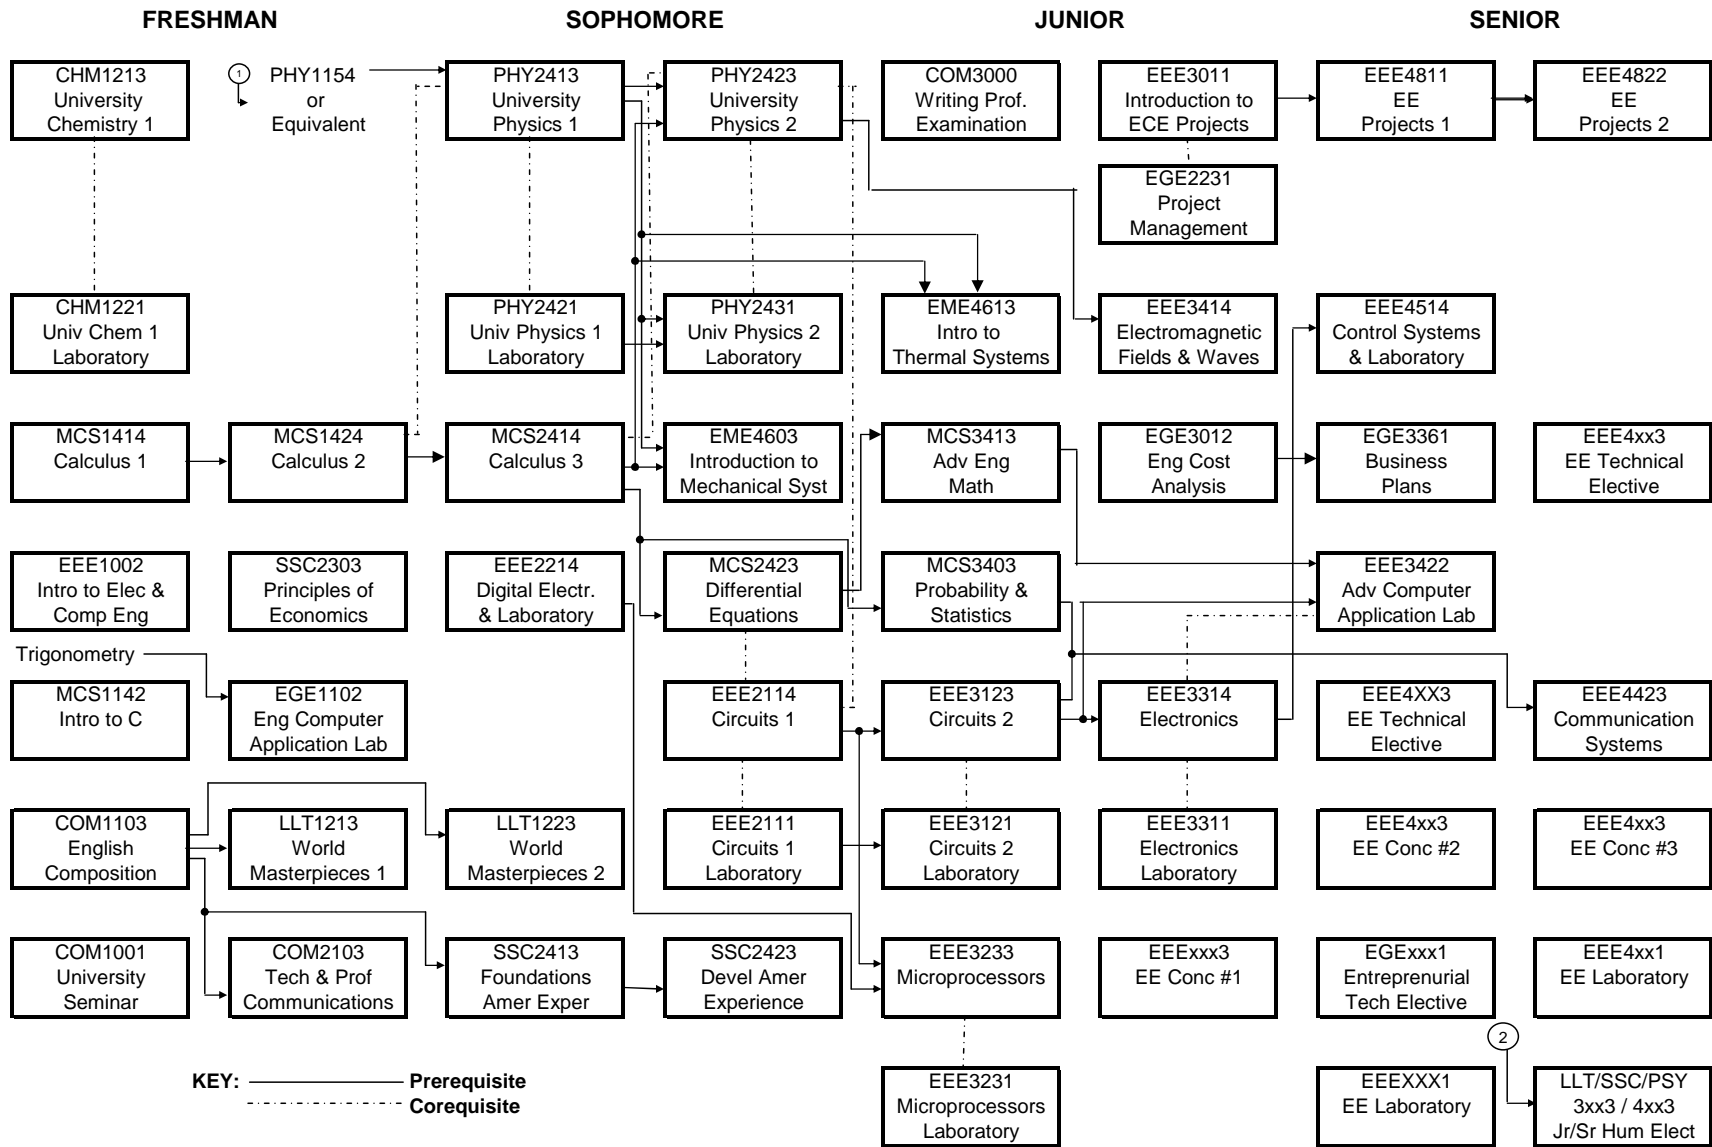 FRESHMAN
SOPHOMORE
JUNIOR
SENIOR
CHM1213
University
Chemistry 1
1
PHY1154
or
Equivalent
PHY2413
University
Physics 1
PHY2423
University
Physics 2
COM3000
Writing Prof.
Examination
EEE3011
Introduction to
ECE Projects
EEE4811
EE
Projects 1
EEE4822
EE
Projects 2
EGE2231
Project
Management
CHM1221
Univ Chem 1
Laboratory
PHY2421
Univ Physics 1
Laboratory
PHY2431
Univ Physics 2
Laboratory
EME4613
Intro to
Thermal Systems
EEE3414
Electromagnetic
Fields & Waves
EEE4514
Control Systems
& Laboratory
MCS1414
Calculus 1
MCS1424
Calculus 2
MCS2414
Calculus 3
EME4603
Introduction to
Mechanical Syst
MCS3413
Adv Eng
Math
EGE3012
Eng Cost
Analysis
EGE3361
Business
Plans
EEE4xx3
EE Technical
Elective
EEE1002
Intro to Elec &
Comp Eng
SSC2303
Principles of
Economics
EEE2214
Digital Electr.
& Laboratory
MCS2423
Differential
Equations
MCS3403
Probability &
Statistics
EEE3422
Adv Computer
Application Lab
Trigonometry
MCS1142
Intro to C
EGE1102
Eng Computer
Application Lab
EEE2114
Circuits 1
EEE3123
Circuits 2
EEE3314
Electronics
EEE4XX3
EE Technical
Elective
EEE4423
Communication
Systems
COM1103
English
Composition
LLT1213
World
Masterpieces 1
LLT1223
World
Masterpieces 2
EEE2111
Circuits 1
Laboratory
EEE3121
Circuits 2
Laboratory
EEE3311
Electronics
Laboratory
EEE4xx3
EE Conc #2
EEE4xx3
EE Conc #3
COM1001
University
Seminar
COM2103
Tech & Prof
Communications
SSC2413
Foundations
Amer Exper
SSC2423
Devel Amer
Experience
EEE3233
Microprocessors
EEExxx3
EE Conc #1
EGExxx1
Entreprenurial
Tech Elective
EEE4xx1
EE Laboratory
2
KEY:
Prerequisite
Corequisite
EEE3231
Microprocessors
Laboratory
EEEXXX1
EE Laboratory
LLT/SSC/PSY
3xx3 / 4xx3
Jr/Sr Hum Elect